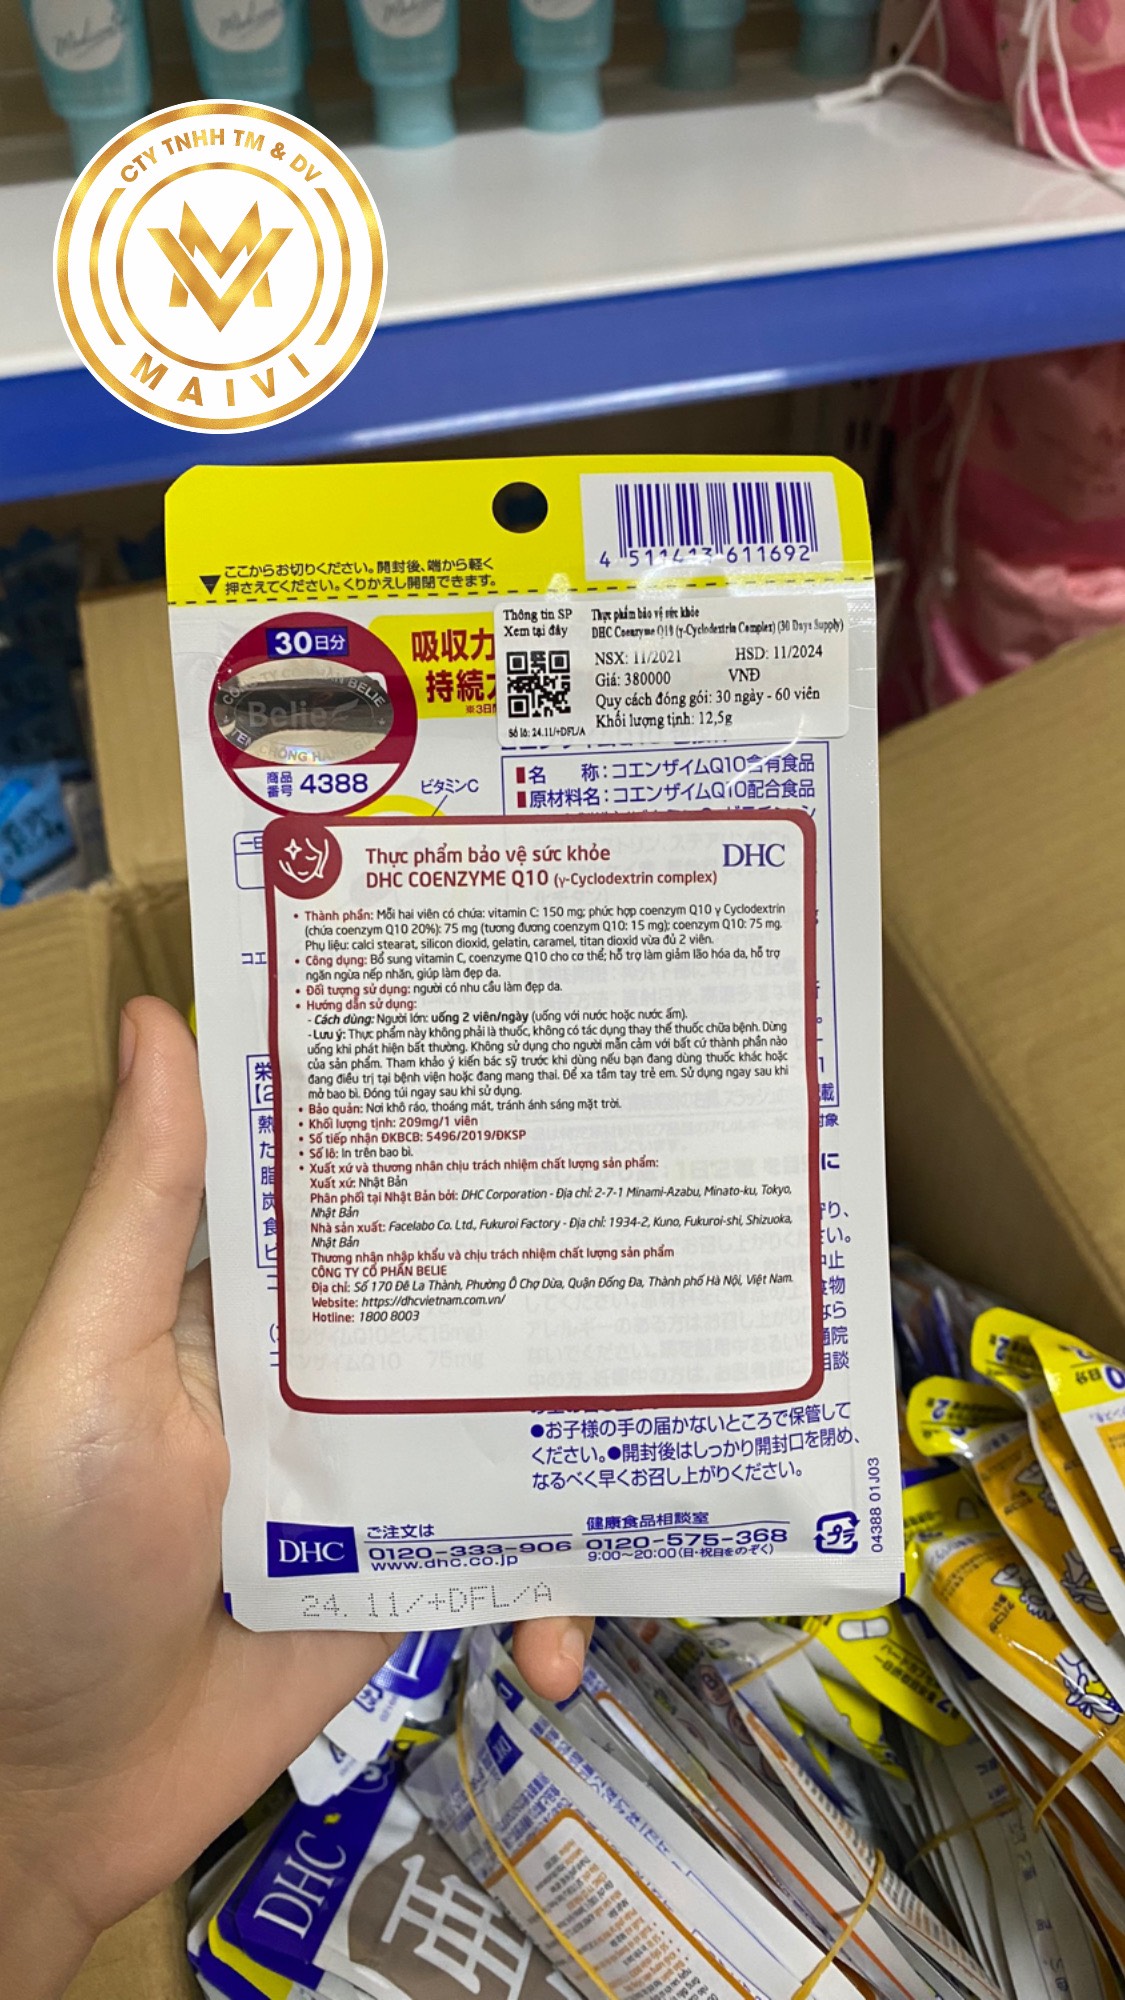 CTY TNHH TM & DV
MAIVI
4 511413 611692
ここからお切りください。開封後、端から軽く
押さえてください。くりかえし開閉できます。
30日分
吸収力
持続
※3日
Belie
CHỐNG HÀNG GIẢ
商品番号 4388
ビタミンC
Thông tin SP
Xem tại đây
Số lô: 24.11/+DFL/A
Thực phẩm bảo vệ sức khỏe
DHC Coenzyme Q10 (γ-Cyclodextrin Complex) (30 Days Supply)
NSX: 11/2021 HSD: 11/2024
Giá: 380000 VNĐ
Quy cách đóng gói: 30 ngày - 60 viên
Khối lượng tịnh: 12,5g
名 称:コエンザイムQ10含有食品
原材料名:コエンザイムQ10配合食品
Thực phẩm bảo vệ sức khỏe
DHC COENZYME Q10 (γ-Cyclodextrin complex)
DHC
• Thành phần: Mỗi hai viên có chứa: vitamin C: 150 mg; phức hợp coenzym Q10 γ Cyclodextrin
(chứa coenzym Q10 20%): 75 mg (tương đương coenzym Q10: 15 mg); coenzym Q10: 75 mg.
Phụ liệu: calci stearat, silicon dioxid, gelatin, caramel, titan dioxid vừa đủ 2 viên.
• Công dụng: Bổ sung vitamin C, coenzyme Q10 cho cơ thể; hỗ trợ làm giảm lão hóa da, hỗ trợ
ngăn ngừa nếp nhăn, giúp làm đẹp da.
• Đối tượng sử dụng: người có nhu cầu làm đẹp da.
• Hướng dẫn sử dụng:
- Cách dùng: Người lớn: uống 2 viên/ngày (uống với nước hoặc nước ấm).
- Lưu ý: Thực phẩm này không phải là thuốc, không có tác dụng thay thế thuốc chữa bệnh. Dừng
uống khi phát hiện bất thường. Không sử dụng cho người mẫn cảm với bất cứ thành phần nào
của sản phẩm. Tham khảo ý kiến bác sỹ trước khi dùng nếu bạn đang dùng thuốc khác hoặc
đang điều trị tại bệnh viện hoặc đang mang thai. Để xa tầm tay trẻ em. Sử dụng ngay sau khi
mở bao bì. Đóng túi ngay sau khi sử dụng.
• Bảo quản: Nơi khô ráo, thoáng mát, tránh ánh sáng mặt trời.
• Khối lượng tịnh: 209mg/1 viên
• Số tiếp nhận ĐKBCB: 5496/2019/ĐKSP
• Số lô: In trên bao bì.
• Xuất xứ và thương nhân chịu trách nhiệm chất lượng sản phẩm:
Xuất xứ: Nhật Bản
Phân phối tại Nhật Bản bởi: DHC Corporation - Địa chỉ: 2-7-1 Minami-Azabu, Minato-ku, Tokyo,
Nhật Bản
Nhà sản xuất: Facelabo Co. Ltd., Fukuroi Factory - Địa chỉ: 1934-2, Kuno, Fukuroi-shi, Shizuoka,
Nhật Bản
Thương nhân nhập khẩu và chịu trách nhiệm chất lượng sản phẩm
CÔNG TY CỔ PHẦN BELIE
Địa chỉ: Số 170 Đê La Thành, Phường Ô Chợ Dừa, Quận Đống Đa, Thành phố Hà Nội, Việt Nam.
Website: https://dhcvietnam.com.vn/
Hotline: 1800 8003
●お子様の手の届かないところで保管して
ください。●開封後はしっかり開封口を閉め、
なるべく早くお召し上がりください。
04388 01J03
DHC
ご注文は
0120-333-906
www.dhc.co.jp
健康食品相談室
0120-575-368
9:00〜20:00(日・祝日をのぞく)
プラ
24. 11/+DFL/A
DHC